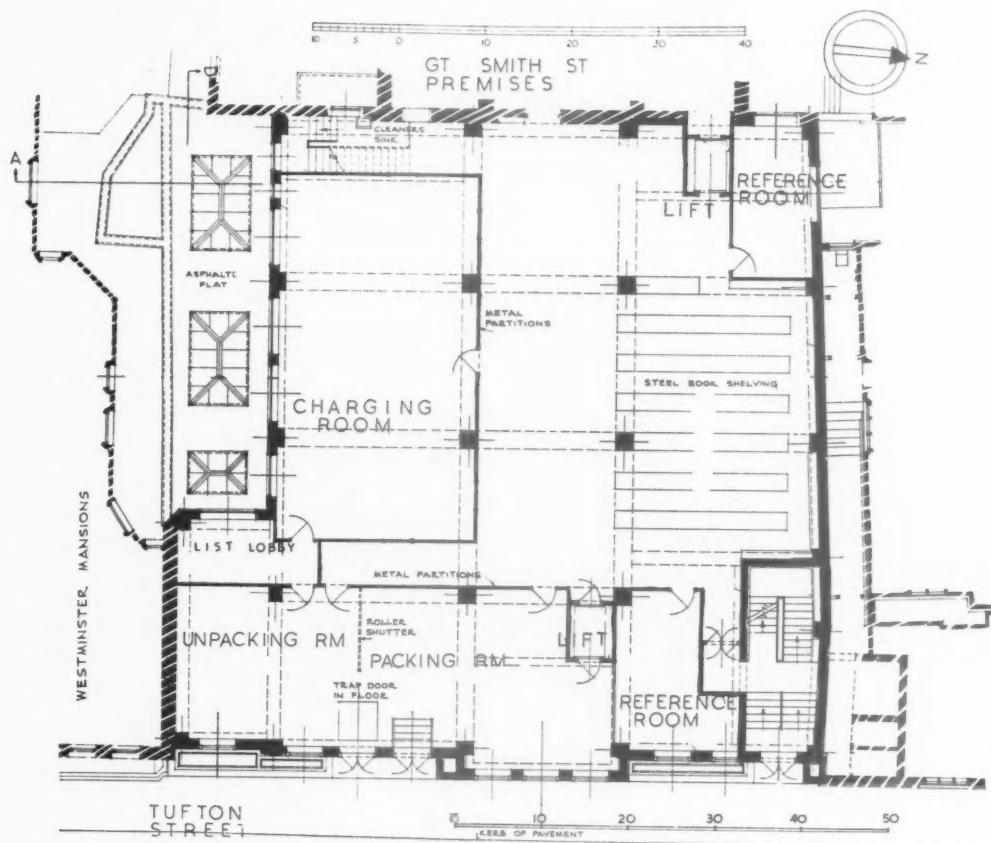 10 5 0 10 20 30 40
GT SMITH ST
PREMISES
N
A
CLEANERS
SINK
REFERENCE
ROOM
LIFT
ASPHALTE
FLAT
METAL
PARTITIONS
STEEL BOOK SHELVING
CHARGING
ROOM
WESTMINSTER MANSIONS
LIST LOBBY
METAL PARTITIONS
ROLLER
SHUTTER
UNPACKING RM
LIFT
PACKING RM
TRAP DOOR
IN FLOOR
REFERENCE
ROOM
TUFTON
STREET
10 20 30 40 50
KERB OF PAVEMENT